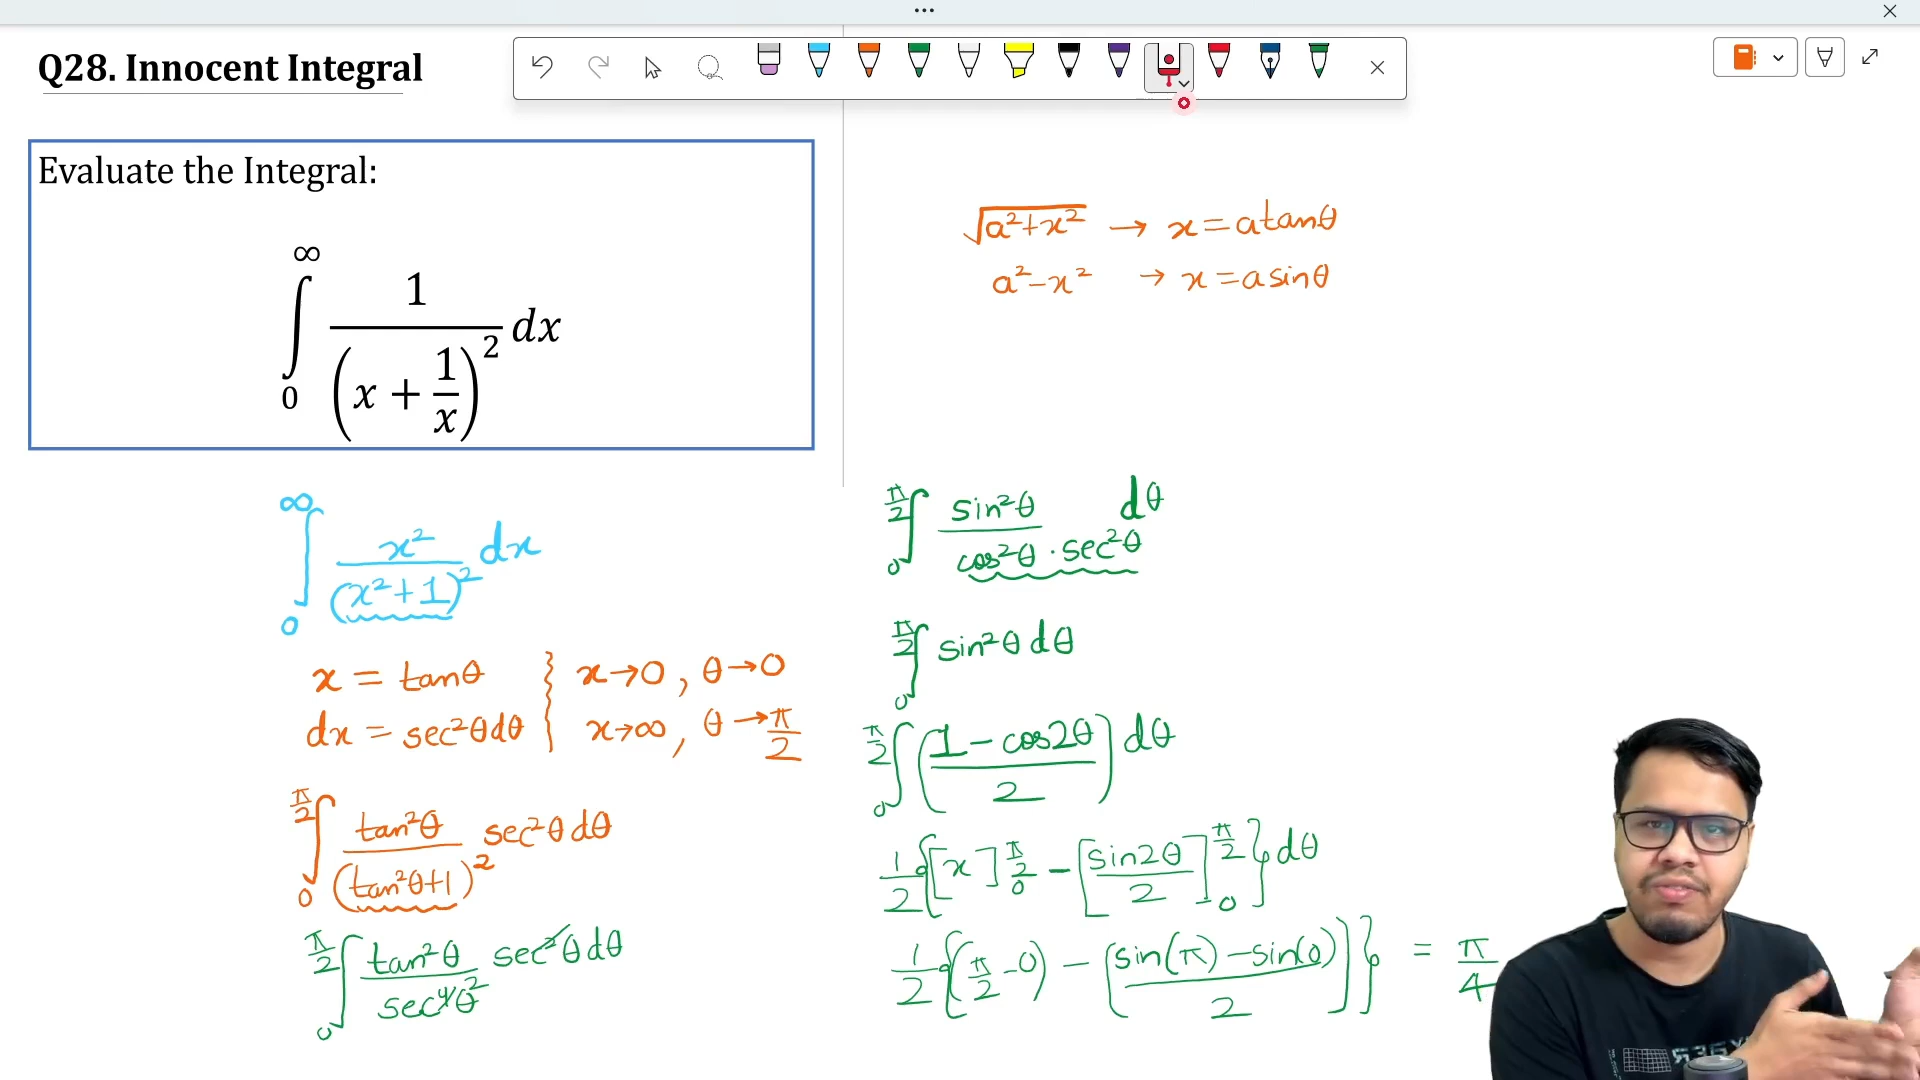 Q28. Innocent Integral
Evaluate the Integral:
∫₀^∞ 1/(x + 1/x)² dx
√(a²+x²) → x = a tanθ
a²−x² → x = a sinθ
∫₀^∞ x²/(x²+1)² dx
x = tanθ } x→0, θ→0
dx = sec²θdθ } x→∞, θ→π/2
∫₀^(π/2) tan²θ/(tan²θ+1)² sec²θ dθ
∫₀^(π/2) tan²θ/sec⁴θ² sec²θ dθ
∫₀^(π/2) sin²θ/(cos²θ · sec²θ) dθ
∫₀^(π/2) sin²θ dθ
∫₀^(π/2) ((1 − cos2θ)/2) dθ
1/2 {[x]₀^(π/2) − [sin2θ/2]₀^(π/2)} dθ
1/2 {(π/2 − 0) − [(sin(π) − sin(0))/2]} = π/4